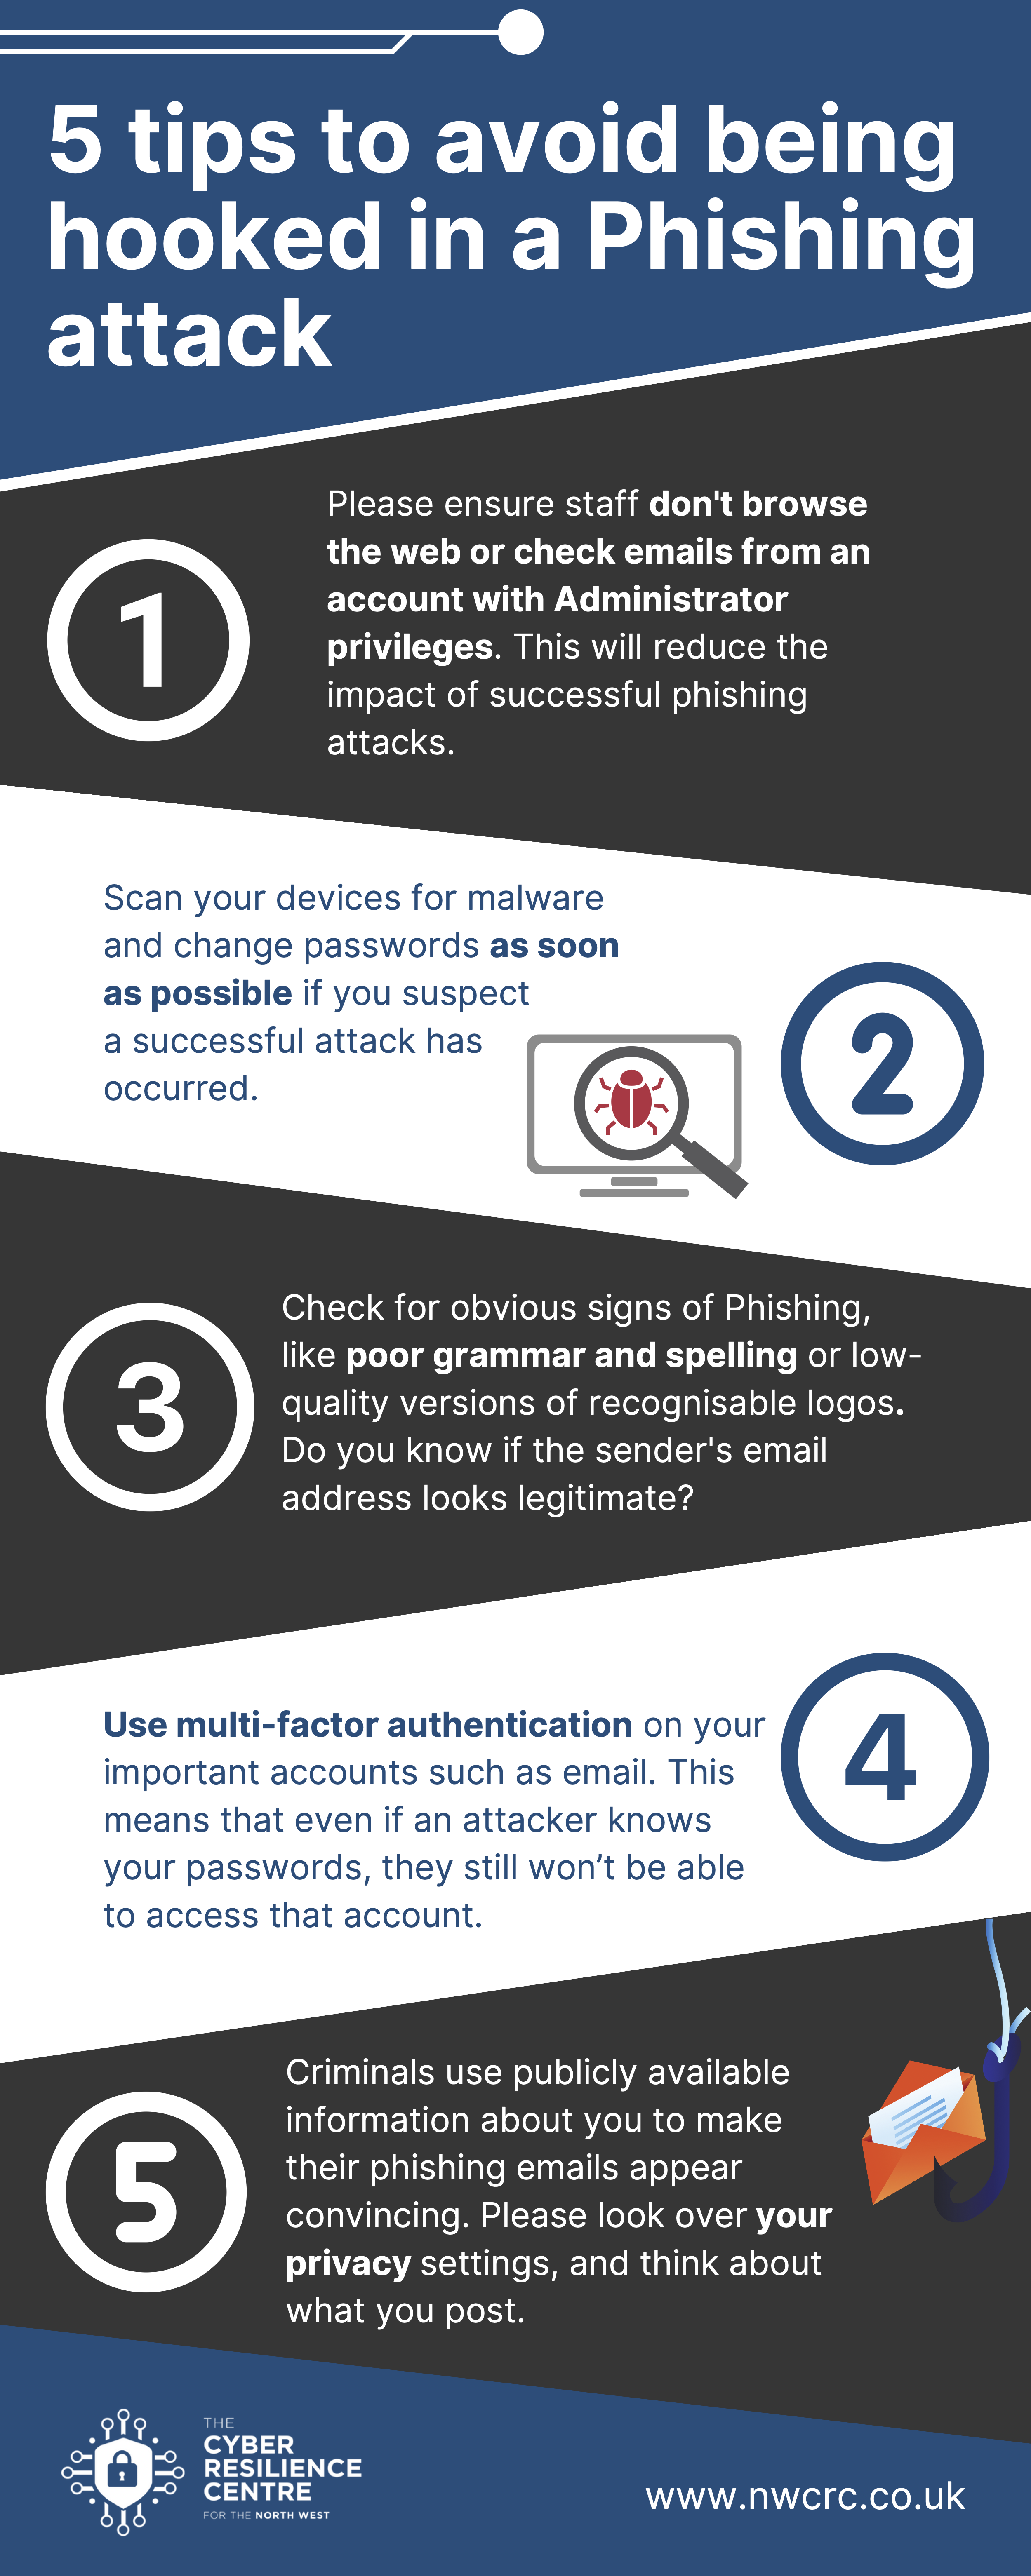 5 tips to avoid being
hooked in a Phishing
attack
1
Please ensure staff don't browse
the web or check emails from an
account with Administrator
privileges. This will reduce the
impact of successful phishing
attacks.
Scan your devices for malware
and change passwords as soon
as possible if you suspect
a successful attack has
occurred.
2
3
Check for obvious signs of Phishing,
like poor grammar and spelling or low-
quality versions of recognisable logos.
Do you know if the sender's email
address looks legitimate?
Use multi-factor authentication on your
important accounts such as email. This
means that even if an attacker knows
your passwords, they still won’t be able
to access that account.
4
5
Criminals use publicly available
information about you to make
their phishing emails appear
convincing. Please look over your
privacy settings, and think about
what you post.
THE
CYBER
RESILIENCE
CENTRE
FOR THE NORTH WEST
www.nwcrc.co.uk